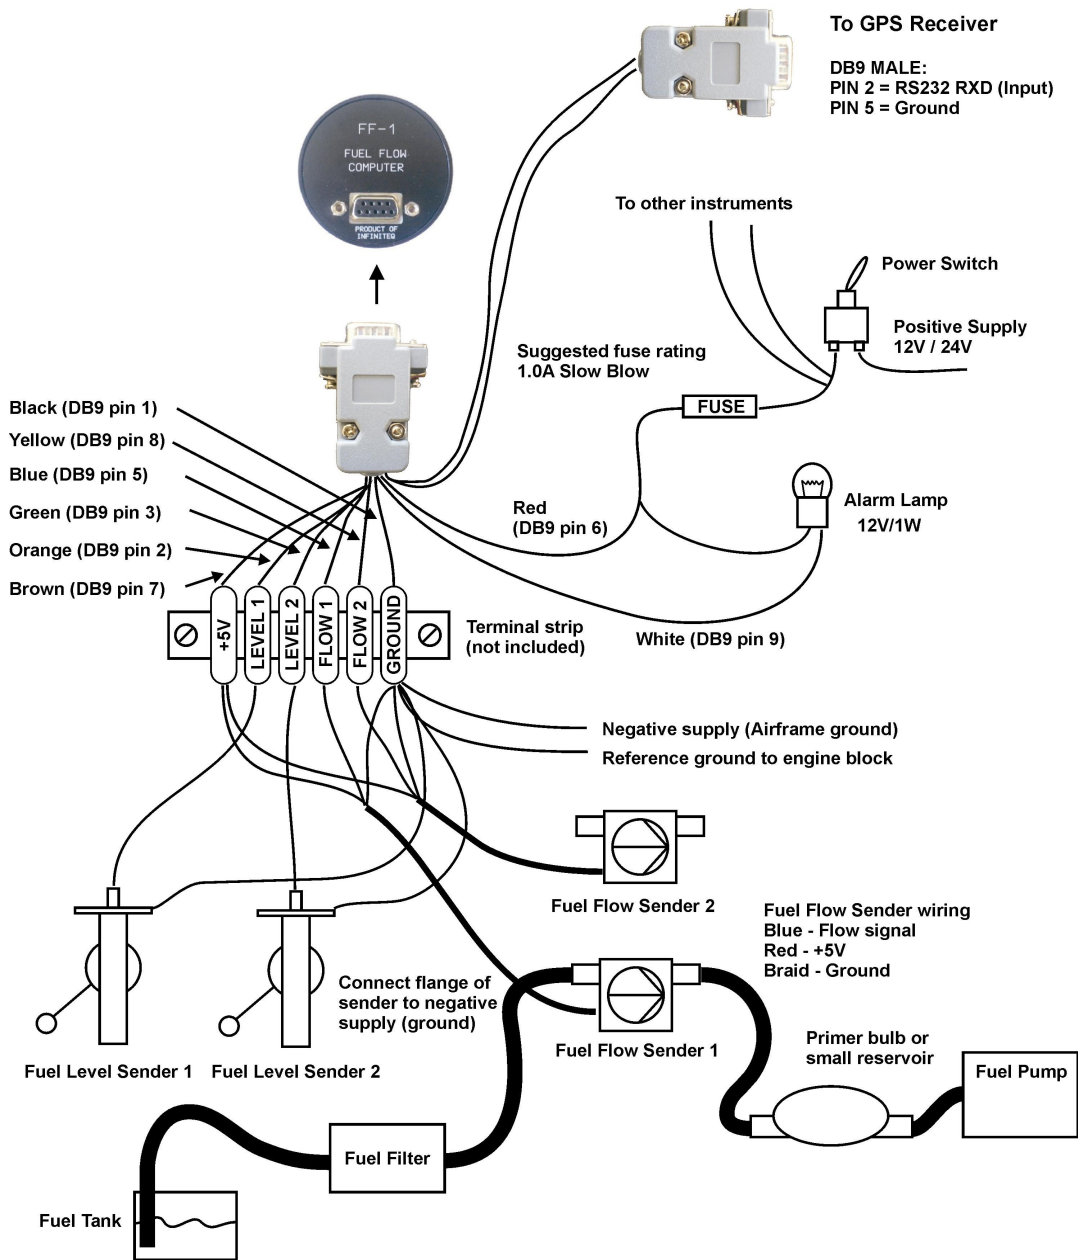 To GPS Receiver
DB9 MALE:
PIN 2 = RS232 RXD (Input)
PIN 5 = Ground
FF-1
FUEL FLOW
COMPUTER
PRODUCT OF
INFINITEQ
To other instruments
Power Switch
Positive Supply
12V / 24V
Suggested fuse rating
1.0A Slow Blow
FUSE
Black (DB9 pin 1)
Yellow (DB9 pin 8)
Blue (DB9 pin 5)
Green (DB9 pin 3)
Orange (DB9 pin 2)
Brown (DB9 pin 7)
Red
(DB9 pin 6)
Alarm Lamp
12V/1W
White (DB9 pin 9)
+5V
LEVEL 1
LEVEL 2
FLOW 1
FLOW 2
GROUND
Terminal strip
(not included)
Negative supply (Airframe ground)
Reference ground to engine block
Fuel Flow Sender 2
Fuel Flow Sender wiring
Blue - Flow signal
Red - +5V
Braid - Ground
Connect flange of
sender to negative
supply (ground)
Fuel Flow Sender 1
Primer bulb or
small reservoir
Fuel Pump
Fuel Level Sender 1
Fuel Level Sender 2
Fuel Filter
Fuel Tank